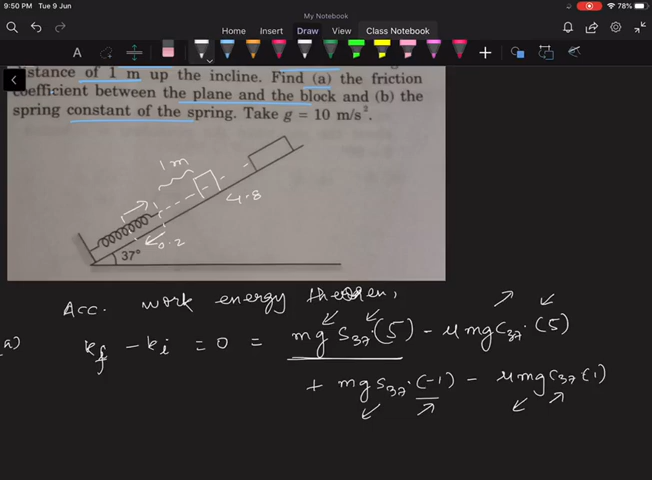 9:50 PM Tue 9 Jun
78%
My Notebook
Home Insert Draw View Class Notebook
distance of 1 m up the incline. Find (a) the friction
coefficient between the plane and the block and (b) the
spring constant of the spring. Take g = 10 m/s².
1 m
4.8
0.2
37°
Acc. work energy theorem,
(a) Kf - Ki = 0 = mg S37·(5) - μmg C37·(5)
+ mg S37·(-1) - μmg C37(1)